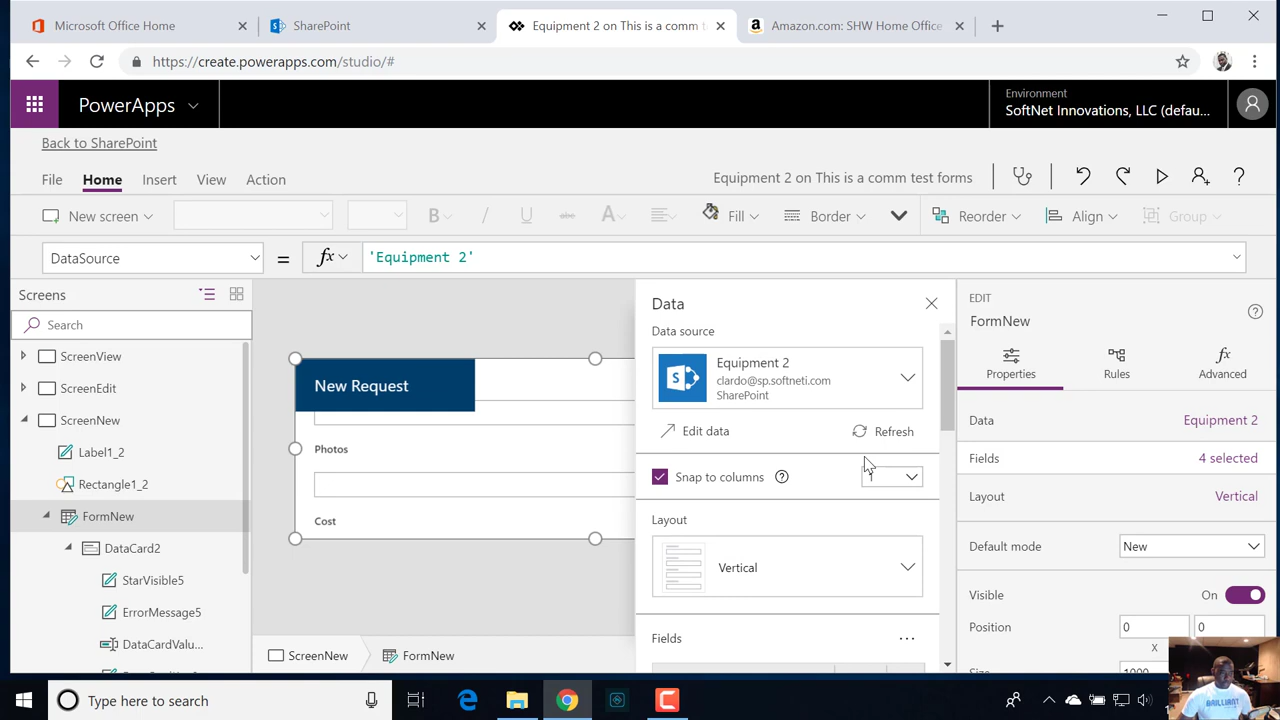 Microsoft Office Home
SharePoint
Equipment 2 on This is a comm t
Amazon.com: SHW Home Office
https://create.powerapps.com/studio/#
PowerApps
Environment
SoftNet Innovations, LLC (defau...
Back to SharePoint
File
Home
Insert
View
Action
Equipment 2 on This is a comm test forms
New screen
B
/
U
abc
A
Fill
Border
Reorder
Align
Group
DataSource
=
fx
'Equipment 2'
Screens
Search
ScreenView
ScreenEdit
ScreenNew
Label1_2
Rectangle1_2
FormNew
DataCard2
StarVisible5
ErrorMessage5
DataCardValu...
New Request
Photos
Cost
ScreenNew
FormNew
Data
Data source
Equipment 2
clardo@sp.softneti.com
SharePoint
Edit data
Refresh
Snap to columns
1
Layout
Vertical
Fields
EDIT
FormNew
Properties
Rules
Advanced
Data
Equipment 2
Fields
4 selected
Layout
Vertical
Default mode
New
Visible
On
Position
0
0
X
Size
Type here to search
BRILLIANT